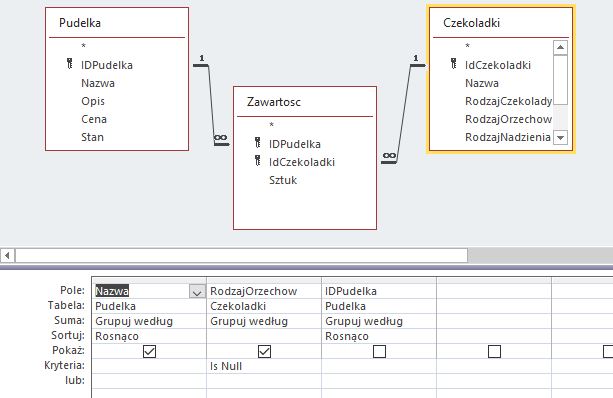 Pudelka
*
IDPudelka
Nazwa
Opis
Cena
Stan
1
∞
Zawartosc
*
IDPudelka
IdCzekoladki
Sztuk
1
∞
Czekoladki
*
IdCzekoladki
Nazwa
RodzajCzekolady
RodzajOrzechow
RodzajNadzienia
Pole: Nazwa RodzajOrzechow IDPudelka
Tabela: Pudelka Czekoladki Pudelka
Suma: Grupuj według Grupuj według Grupuj według
Sortuj: Rosnąco Rosnąco
Pokaż:
Kryteria: Is Null
lub: